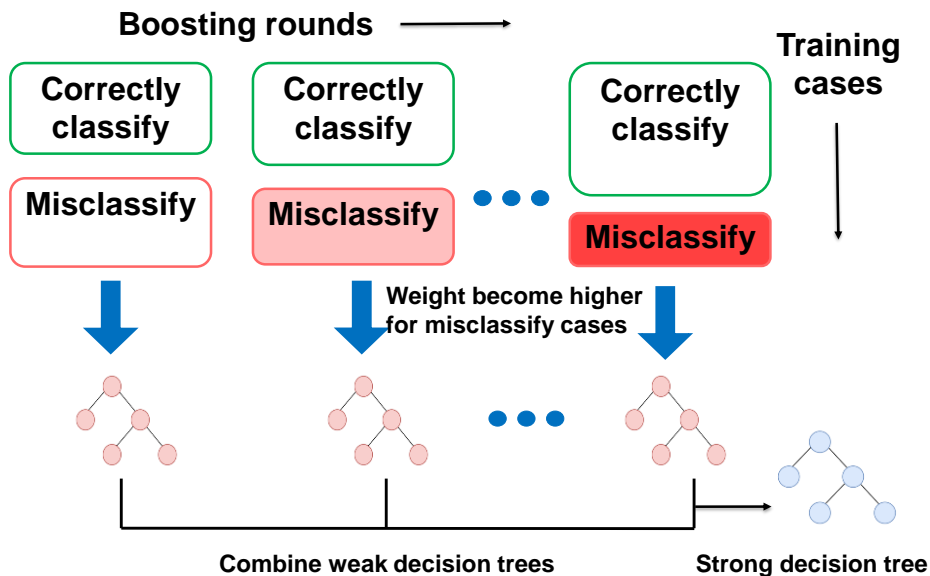 Boosting rounds
Training
cases
Correctly
classify
Correctly
classify
Correctly
classify
Misclassify
Misclassify
Misclassify
Weight become higher
for misclassify cases
Combine weak decision trees
Strong decision tree